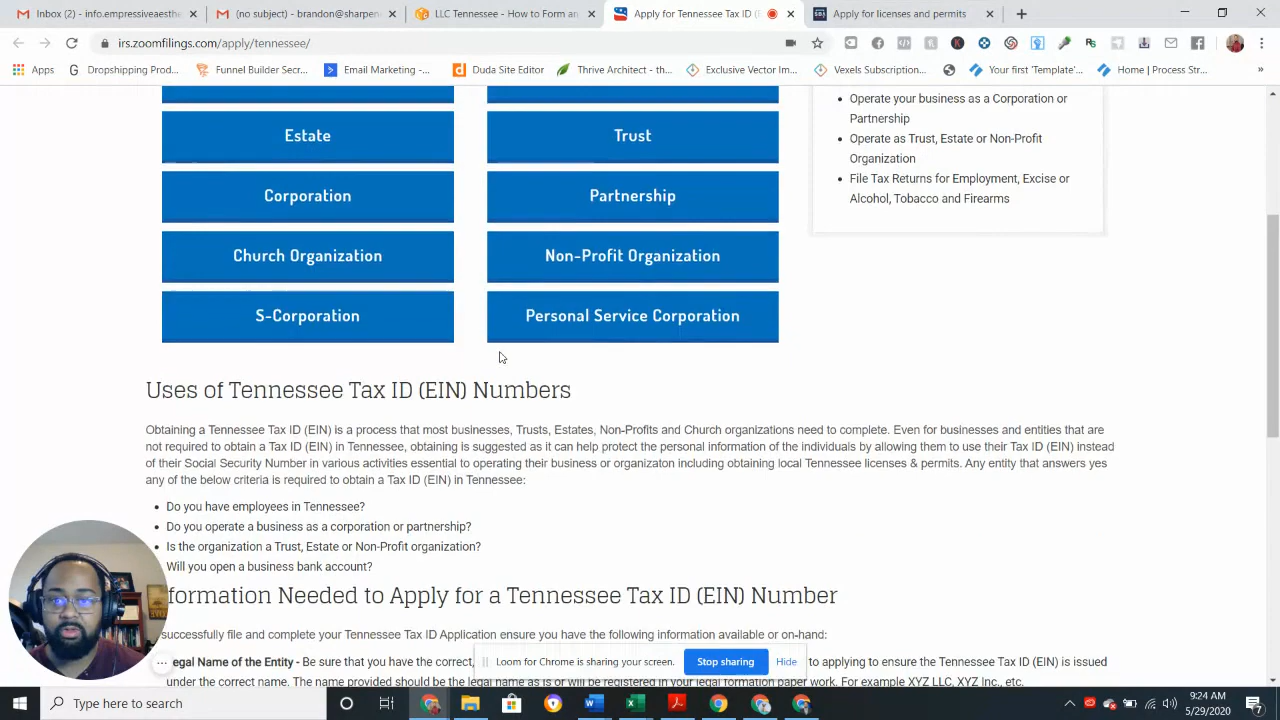 Inbox (2) - info.empressiveaesthe
(no subject) - brandon@sharpen
LLC Tennessee - How to Form an
Apply for Tennessee Tax ID (
Apply for licenses and permits
irs.zoomfilings.com/apply/tennessee/
Apps
Dropshipping Prod...
Funnel Builder Secr...
Email Marketing -...
Duda Site Editor
Thrive Architect - th...
Exclusive Vector Im...
Vexels Subscription...
Your first 'Template'...
Home | Process Str...
Operate your business as a Corporation or
Partnership
Operate as Trust, Estate or Non-Profit
Organization
File Tax Returns for Employment, Excise or
Alcohol, Tobacco and Firearms
Estate
Trust
Corporation
Partnership
Church Organization
Non-Profit Organization
S-Corporation
Personal Service Corporation
Uses of Tennessee Tax ID (EIN) Numbers
Obtaining a Tennessee Tax ID (EIN) is a process that most businesses, Trusts, Estates, Non-Profits and Church organizations need to complete. Even for businesses and entities that are
not required to obtain a Tax ID (EIN) in Tennessee, obtaining is suggested as it can help protect the personal information of the individuals by allowing them to use their Tax ID (EIN) instead
of their Social Security Number in various activities essential to operating their business or organizaton including obtaining local Tennessee licenses & permits. Any entity that answers yes
any of the below criteria is required to obtain a Tax ID (EIN) in Tennessee:
Do you have employees in Tennessee?
Do you operate a business as a corporation or partnership?
Is the organization a Trust, Estate or Non-Profit organization?
Will you open a business bank account?
formation Needed to Apply for a Tennessee Tax ID (EIN) Number
successfully file and complete your Tennessee Tax ID Application ensure you have the following information available or on-hand:
egal Name of the Entity - Be sure that you have the correct, to applying to ensure the Tennessee Tax ID (EIN) is issued
under the correct name. The name provided should be the legal name as is or will be registered in your legal formation paper work. For example XYZ LLC, XYZ Inc., etc.
Loom for Chrome is sharing your screen.
Stop sharing
Hide
Type here to search
9:24 AM
5/29/2020